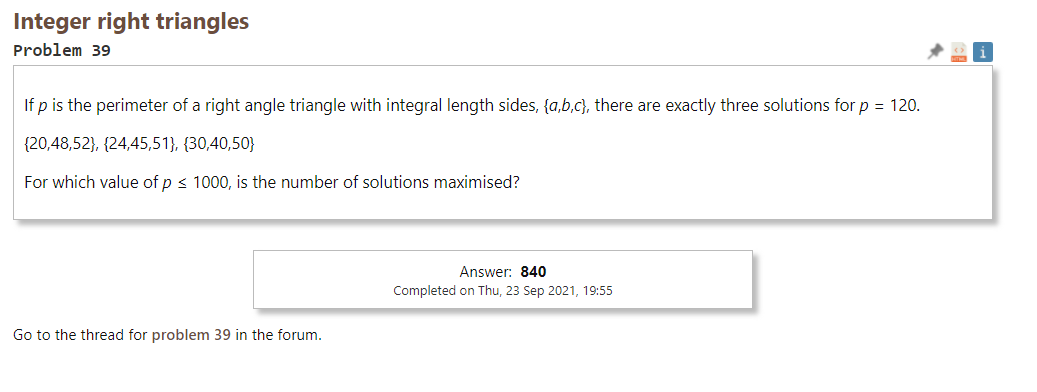 Integer right triangles
Problem 39
If p is the perimeter of a right angle triangle with integral length sides, {a,b,c}, there are exactly three solutions for p = 120.
{20,48,52}, {24,45,51}, {30,40,50}
For which value of p ≤ 1000, is the number of solutions maximised?
Answer: 840
Completed on Thu, 23 Sep 2021, 19:55
Go to the thread for problem 39 in the forum.